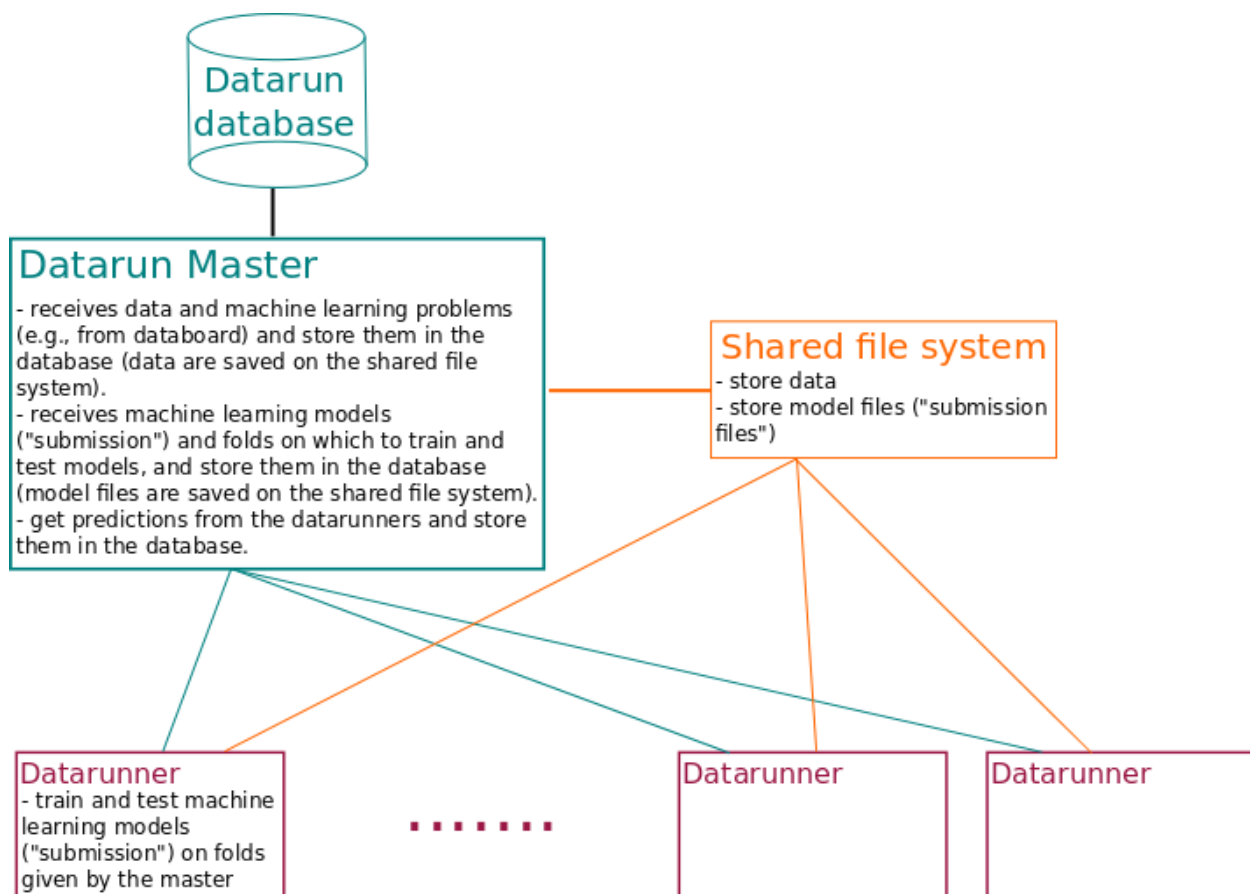 Datarun
database
Datarun Master
- receives data and machine learning problems
(e.g., from databoard) and store them in the
database (data are saved on the shared file
system).
- receives machine learning models
("submission") and folds on which to train and
test models, and store them in the database
(model files are saved on the shared file system).
- get predictions from the datarunners and store
them in the database.
Shared file system
- store data
- store model files ("submission
files")
Datarunner
- train and test machine
learning models
("submission") on folds
given by the master
.......
Datarunner
Datarunner